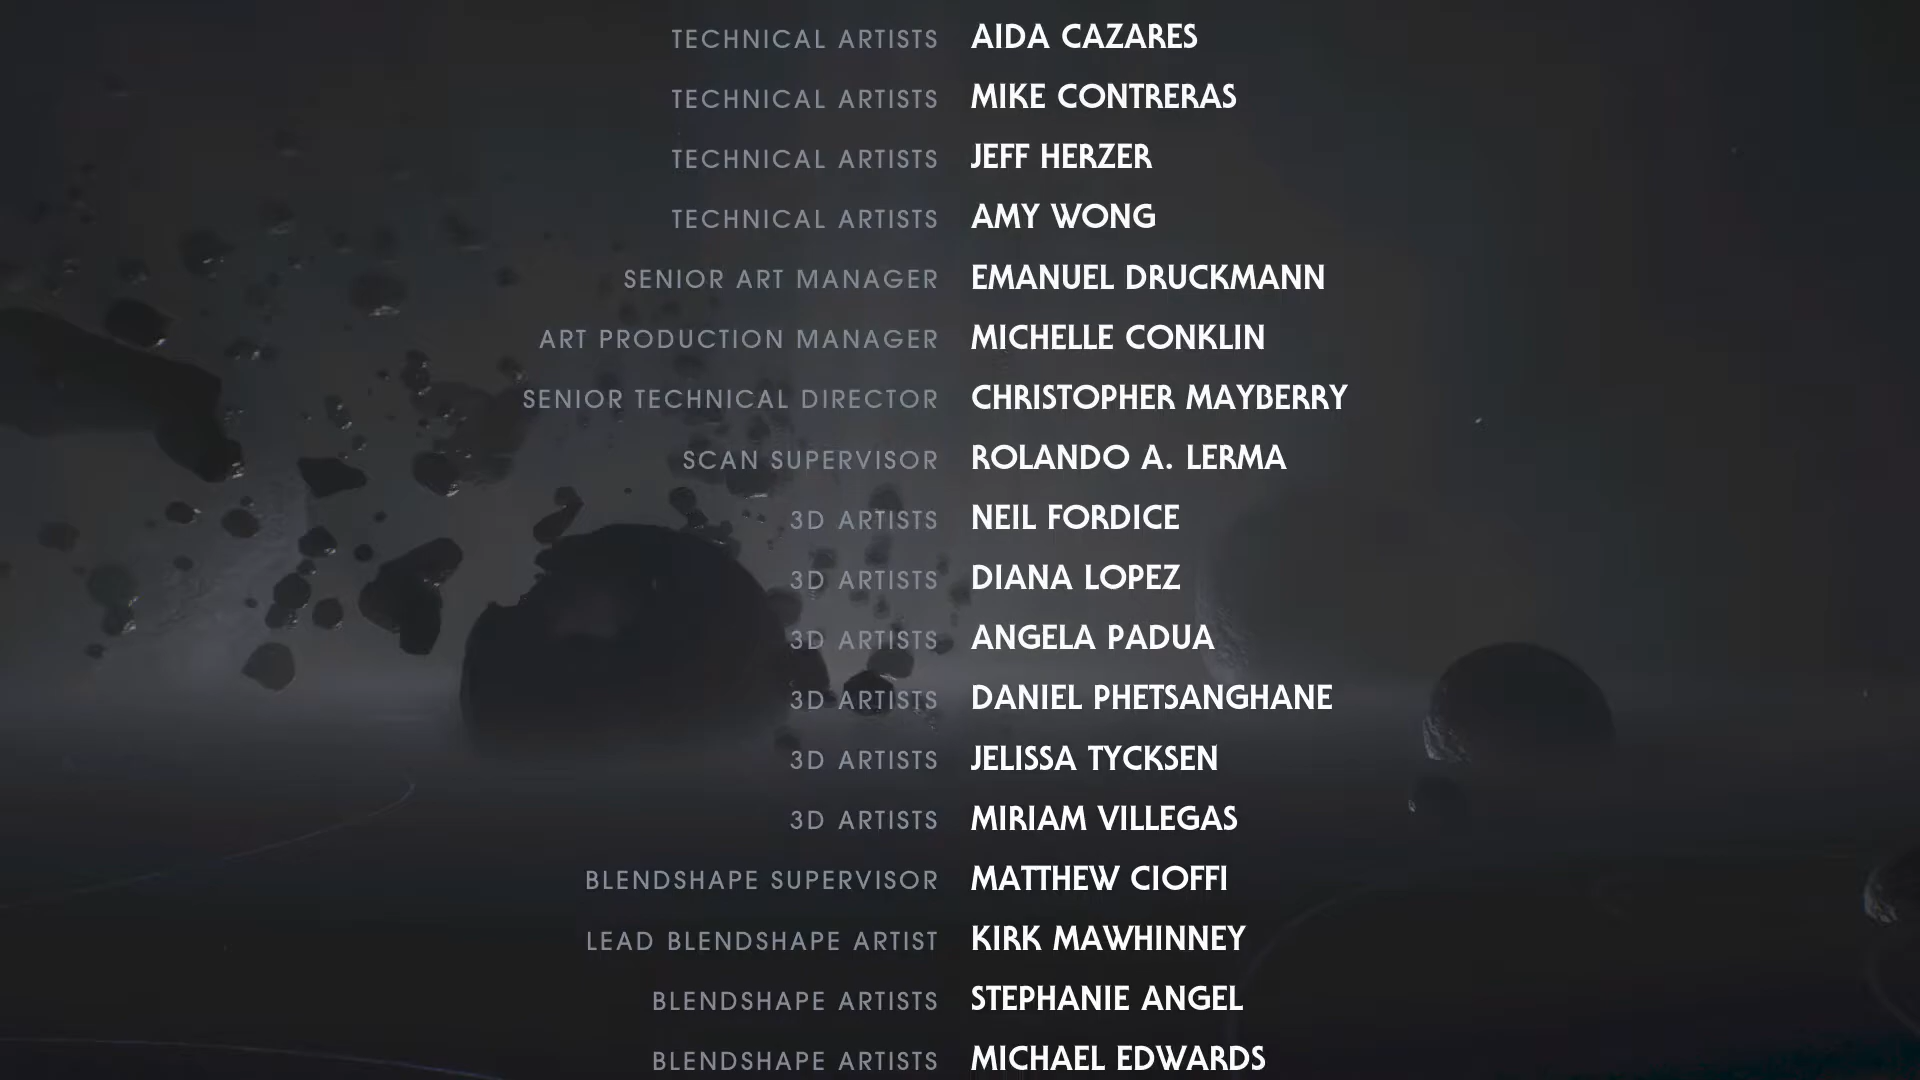 TECHNICAL ARTISTS AIDA CAZARES
TECHNICAL ARTISTS MIKE CONTRERAS
TECHNICAL ARTISTS JEFF HERZER
TECHNICAL ARTISTS AMY WONG
SENIOR ART MANAGER EMANUEL DRUCKMANN
ART PRODUCTION MANAGER MICHELLE CONKLIN
SENIOR TECHNICAL DIRECTOR CHRISTOPHER MAYBERRY
SCAN SUPERVISOR ROLANDO A. LERMA
3D ARTISTS NEIL FORDICE
3D ARTISTS DIANA LOPEZ
3D ARTISTS ANGELA PADUA
3D ARTISTS DANIEL PHETSANGHANE
3D ARTISTS JELISSA TYCKSEN
3D ARTISTS MIRIAM VILLEGAS
BLENDSHAPE SUPERVISOR MATTHEW CIOFFI
LEAD BLENDSHAPE ARTIST KIRK MAWHINNEY
BLENDSHAPE ARTISTS STEPHANIE ANGEL
BLENDSHAPE ARTISTS MICHAEL EDWARDS